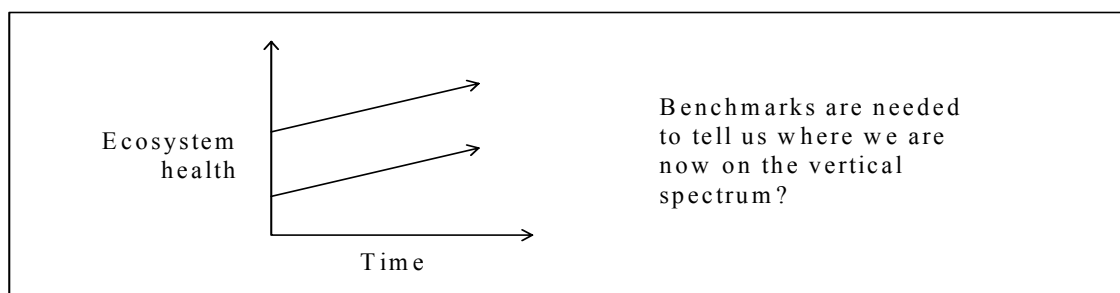 Ecosystem
health
Time
Benchmarks are needed
to tell us where we are
now on the vertical
spectrum?